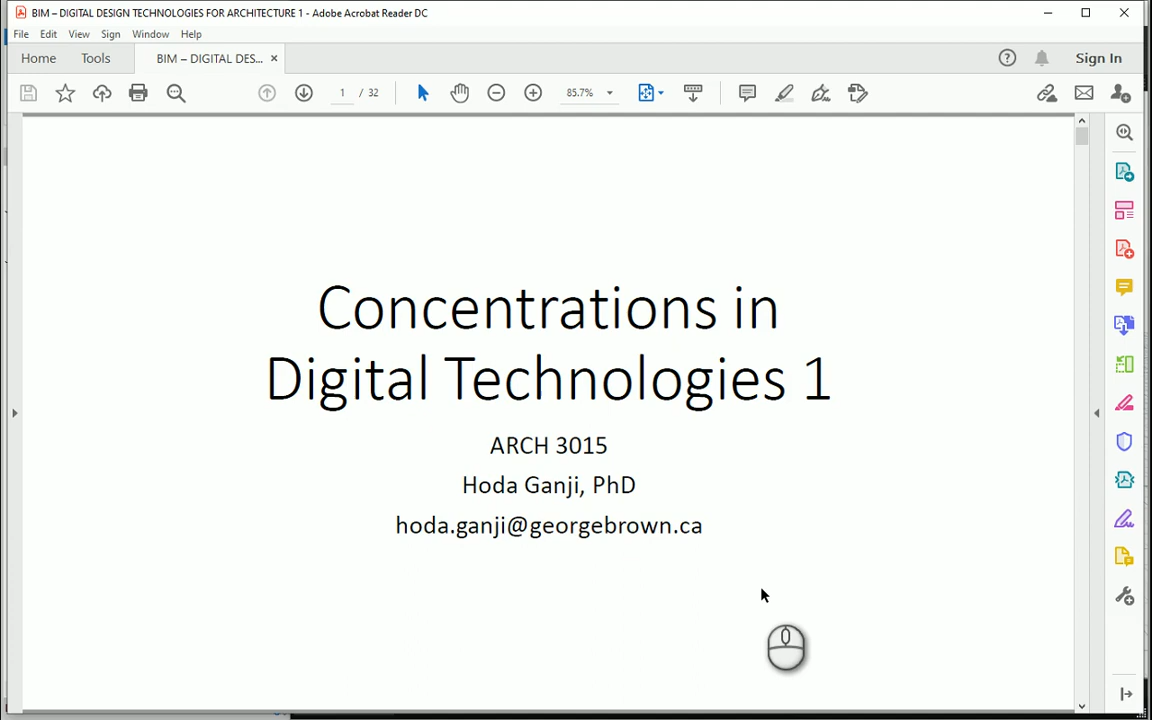 BIM – DIGITAL DESIGN TECHNOLOGIES FOR ARCHITECTURE 1 - Adobe Acrobat Reader DC
File Edit View Sign Window Help
Home Tools BIM – DIGITAL DES... × Sign In
1 / 32 85.7%
Concentrations in
Digital Technologies 1
ARCH 3015
Hoda Ganji, PhD
hoda.ganji@georgebrown.ca